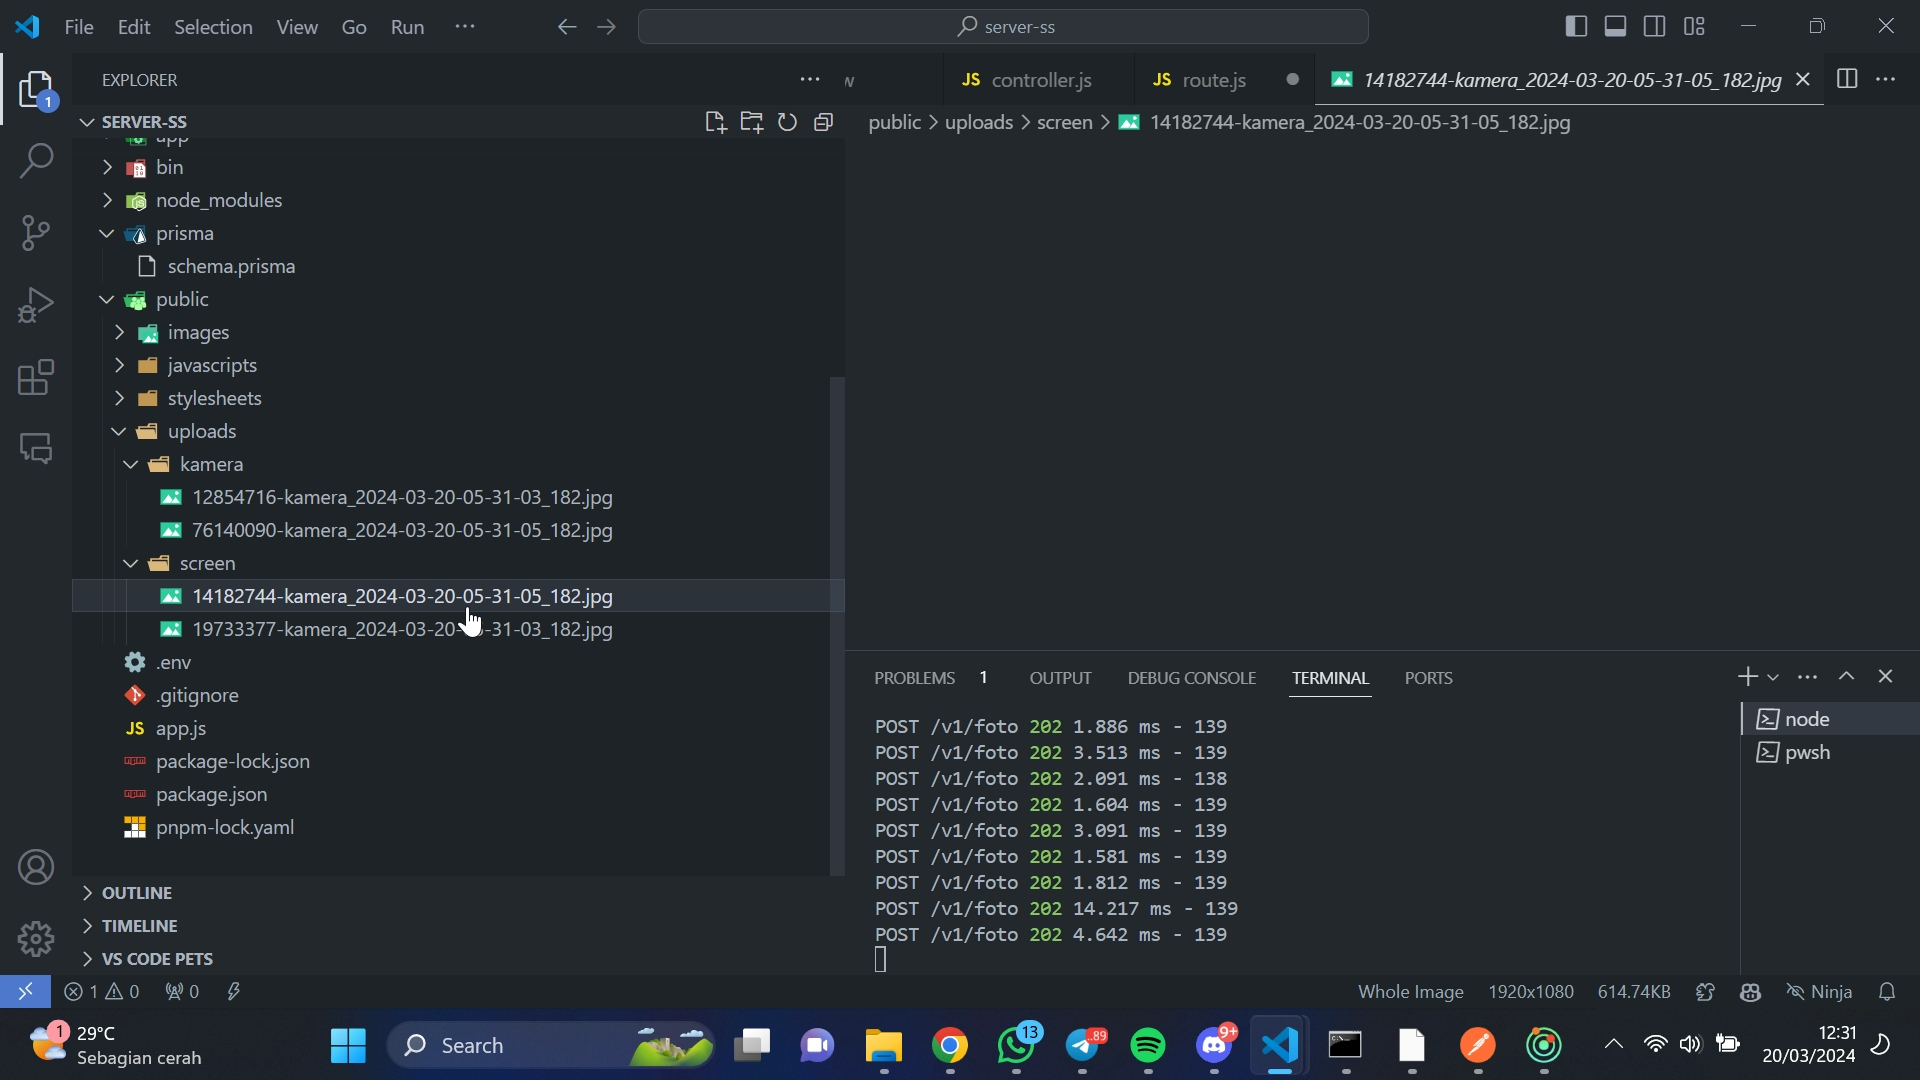 File Edit Selection View Go Run ··· server-ss
EXPLORER ··· controller.js route.js 14182744-kamera_2024-03-20-05-31-05_182.jpg
SERVER-SS
public > uploads > screen > 14182744-kamera_2024-03-20-05-31-05_182.jpg
app
bin
node_modules
prisma
schema.prisma
public
images
javascripts
stylesheets
uploads
kamera
12854716-kamera_2024-03-20-05-31-03_182.jpg
76140090-kamera_2024-03-20-05-31-05_182.jpg
screen
14182744-kamera_2024-03-20-05-31-05_182.jpg
19733377-kamera_2024-03-20-05-31-03_182.jpg
.env
.gitignore
JS app.js
package-lock.json
package.json
pnpm-lock.yaml
OUTLINE
TIMELINE
VS CODE PETS
PROBLEMS 1 OUTPUT DEBUG CONSOLE TERMINAL PORTS
POST /v1/foto 202 1.886 ms - 139
POST /v1/foto 202 3.513 ms - 139
POST /v1/foto 202 2.091 ms - 138
POST /v1/foto 202 1.604 ms - 139
POST /v1/foto 202 3.091 ms - 139
POST /v1/foto 202 1.581 ms - 139
POST /v1/foto 202 1.812 ms - 139
POST /v1/foto 202 14.217 ms - 139
POST /v1/foto 202 4.642 ms - 139
node
pwsh
1 0 0 Whole Image 1920x1080 614.74KB Ninja
1 29°C
Sebagian cerah
Search
13 89 9+
12:31
20/03/2024